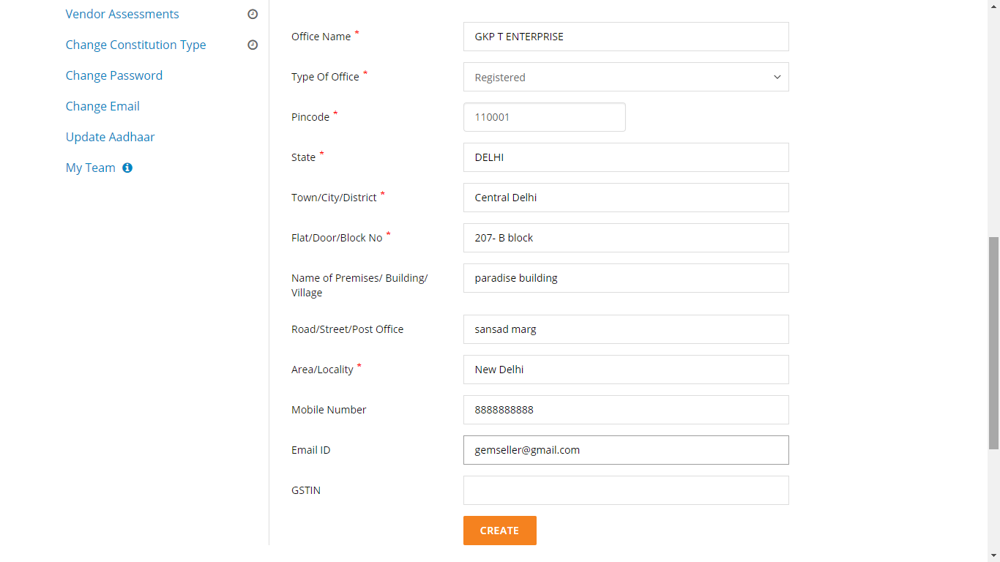 Vendor Assessments
Change Constitution Type
Change Password
Change Email
Update Aadhaar
My Team
Office Name * GKP T ENTERPRISE
Type Of Office * Registered
Pincode * 110001
State * DELHI
Town/City/District * Central Delhi
Flat/Door/Block No * 207- B block
Name of Premises/ Building/ paradise building
Village
Road/Street/Post Office sansad marg
Area/Locality * New Delhi
Mobile Number 8888888888
Email ID gemseller@gmail.com
GSTIN
CREATE